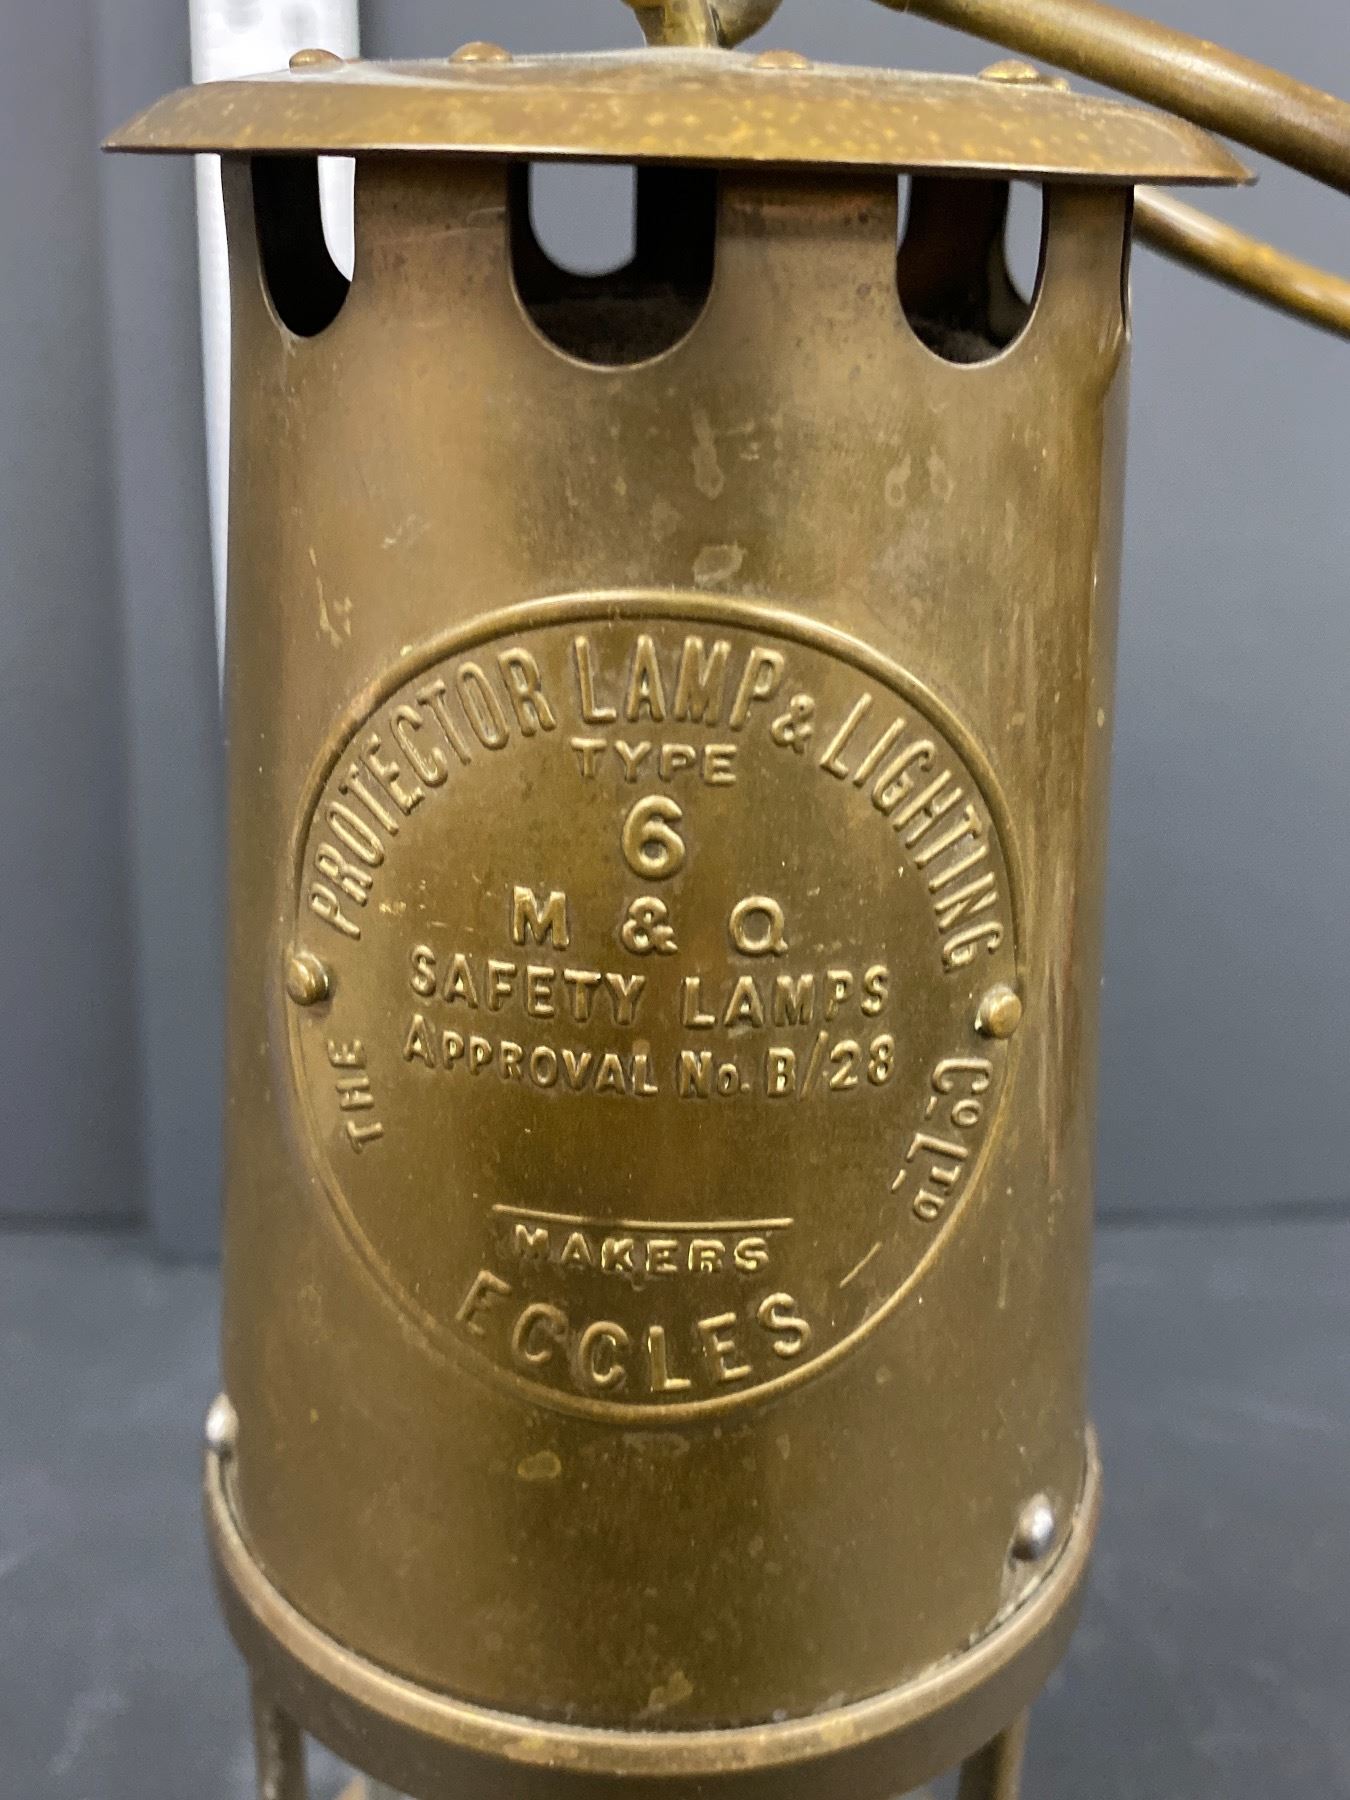 THE PROTECTOR LAMP & LIGHTING Co. LTD
TYPE
6
M & Q
SAFETY LAMPS
APPROVAL No. B/28
MAKERS
ECCLES